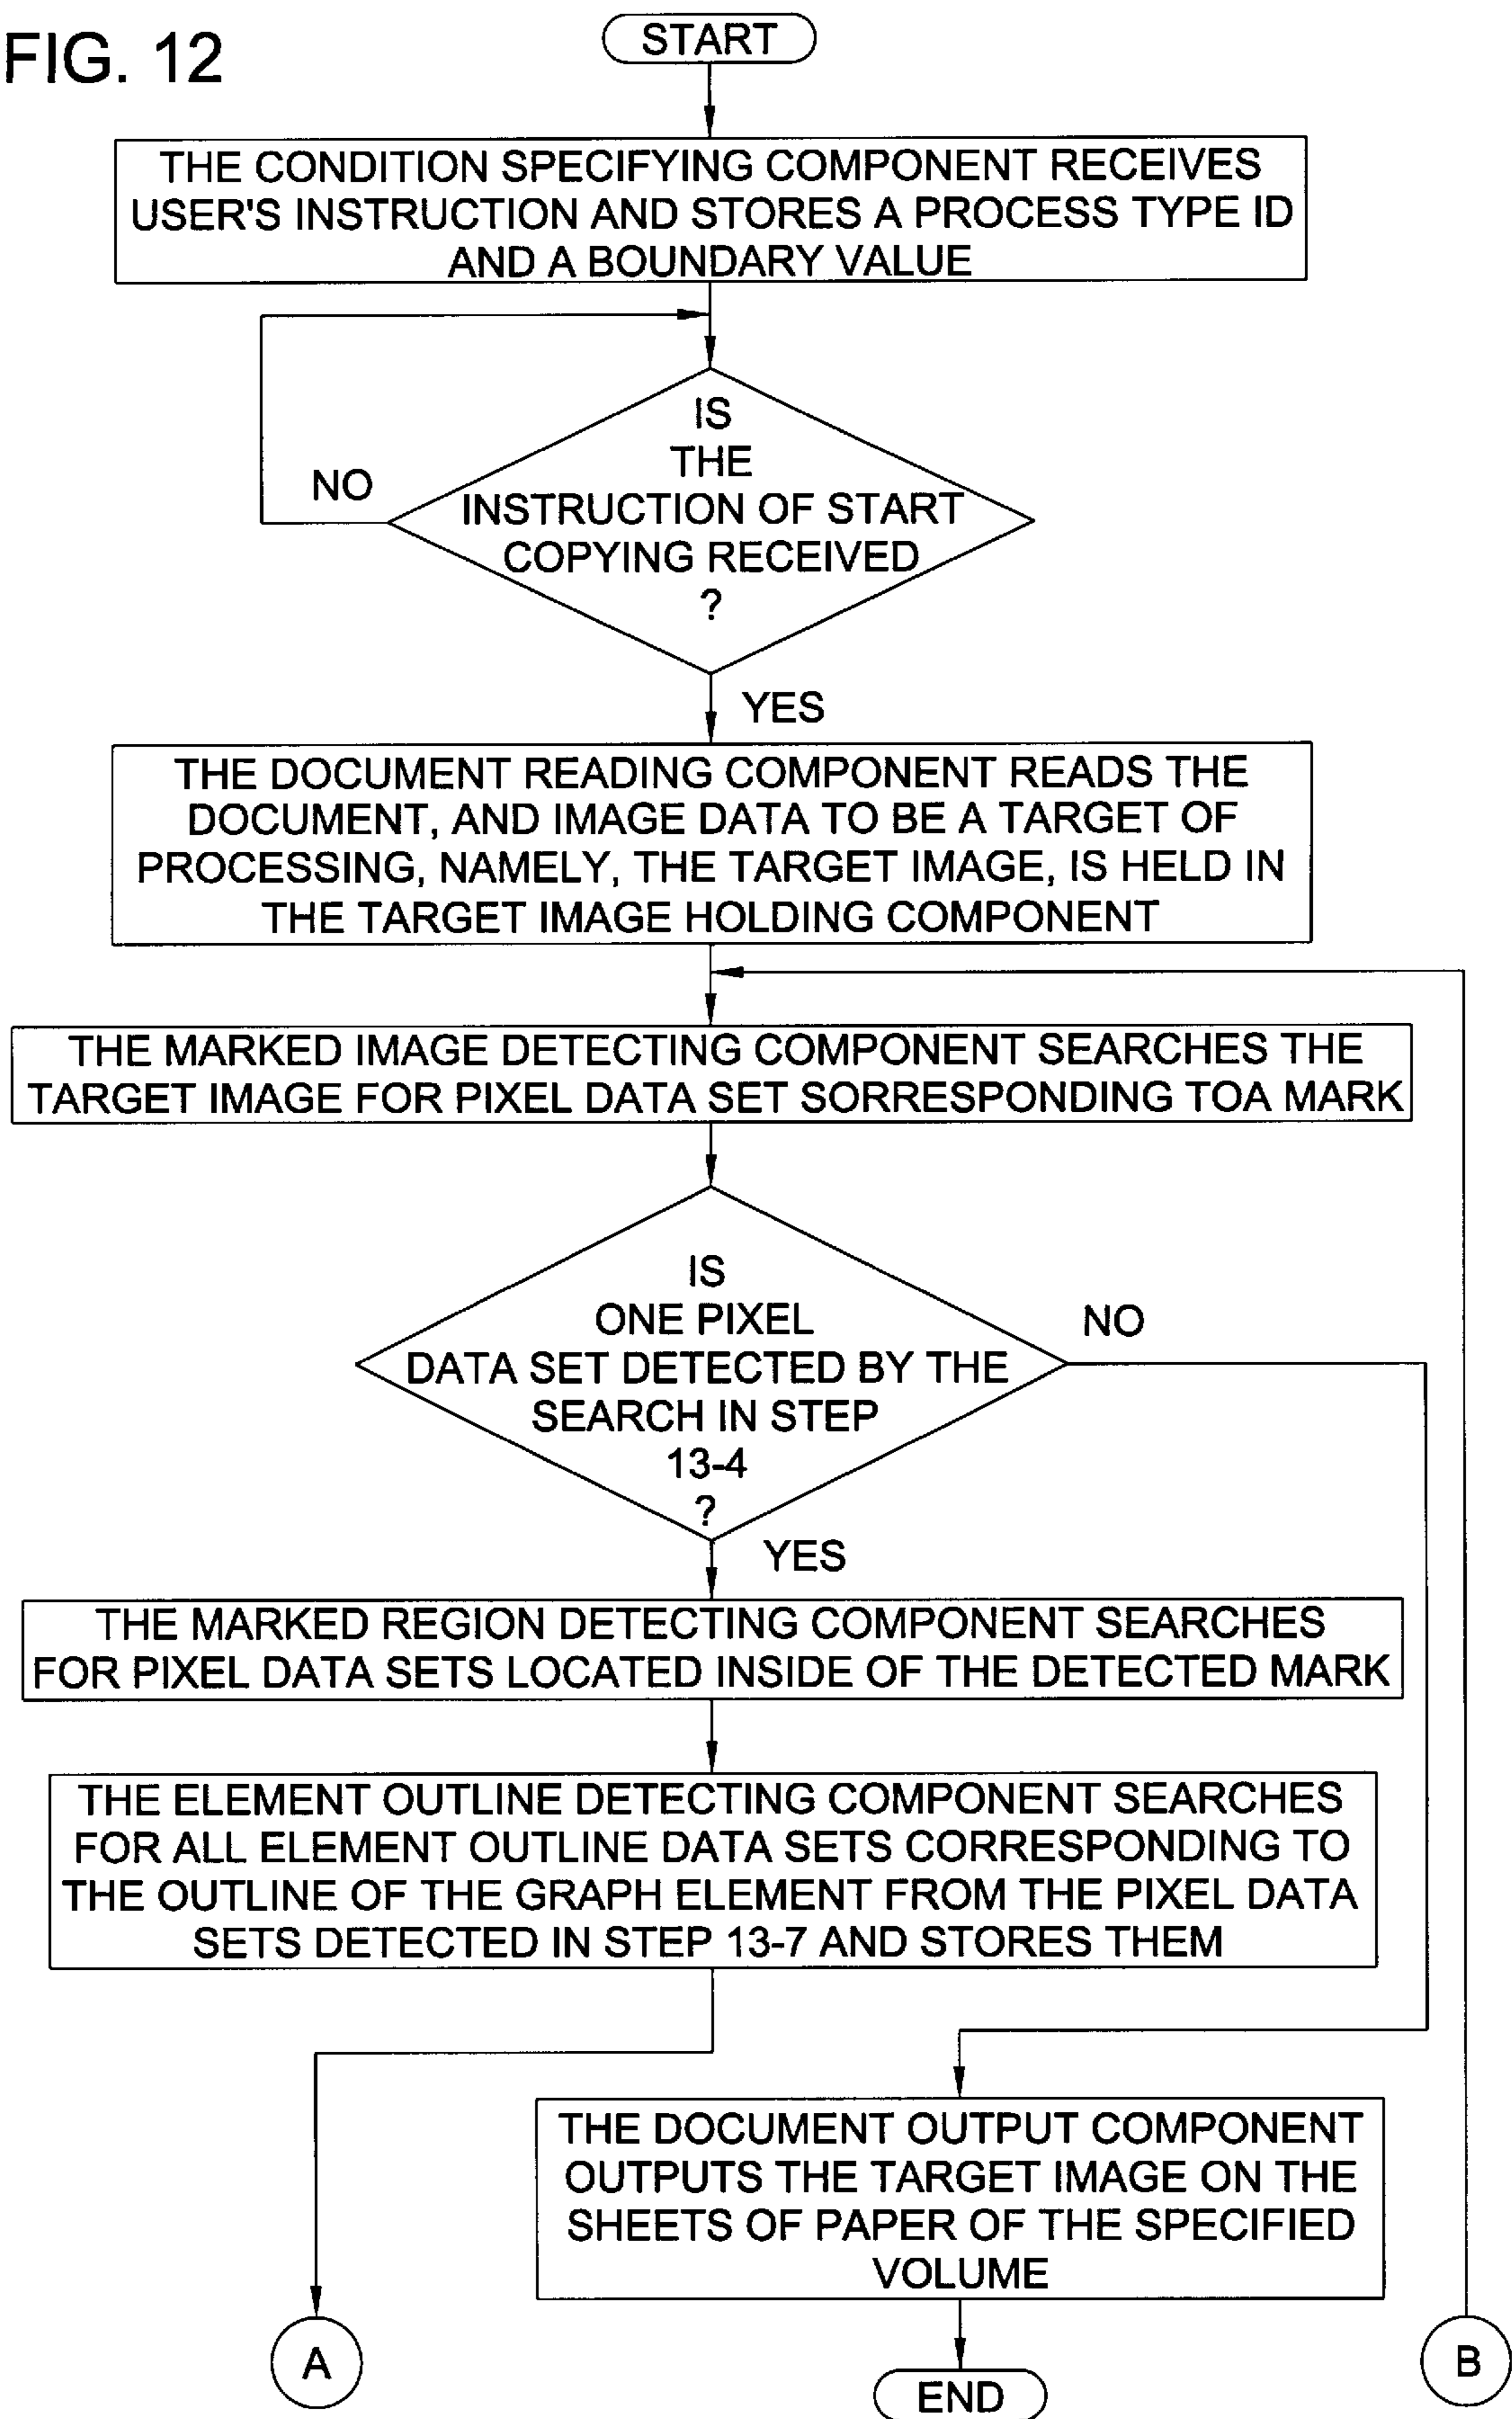 FIG. 12
START
THE CONDITION SPECIFYING COMPONENT RECEIVES
USER'S INSTRUCTION AND STORES A PROCESS TYPE ID
AND A BOUNDARY VALUE
IS
THE
INSTRUCTION OF START
COPYING RECEIVED
?
NO
YES
THE DOCUMENT READING COMPONENT READS THE
DOCUMENT, AND IMAGE DATA TO BE A TARGET OF
PROCESSING, NAMELY, THE TARGET IMAGE, IS HELD IN
THE TARGET IMAGE HOLDING COMPONENT
THE MARKED IMAGE DETECTING COMPONENT SEARCHES THE
TARGET IMAGE FOR PIXEL DATA SET SORRESPONDING TOA MARK
IS
ONE PIXEL
DATA SET DETECTED BY THE
SEARCH IN STEP
13-4
?
NO
YES
THE MARKED REGION DETECTING COMPONENT SEARCHES
FOR PIXEL DATA SETS LOCATED INSIDE OF THE DETECTED MARK
THE ELEMENT OUTLINE DETECTING COMPONENT SEARCHES
FOR ALL ELEMENT OUTLINE DATA SETS CORRESPONDING TO
THE OUTLINE OF THE GRAPH ELEMENT FROM THE PIXEL DATA
SETS DETECTED IN STEP 13-7 AND STORES THEM
THE DOCUMENT OUTPUT COMPONENT
OUTPUTS THE TARGET IMAGE ON THE
SHEETS OF PAPER OF THE SPECIFIED
VOLUME
A
B
END